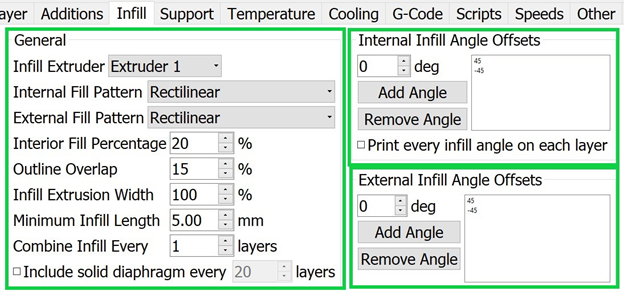 ayer Additions Infill Support Temperature Cooling G-Code Scripts Speeds Other
General
Infill Extruder Extruder 1
Internal Fill Pattern Rectilinear
External Fill Pattern Rectilinear
Interior Fill Percentage 20 %
Outline Overlap 15 %
Infill Extrusion Width 100 %
Minimum Infill Length 5.00 mm
Combine Infill Every 1 layers
Include solid diaphragm every 20 layers
Internal Infill Angle Offsets
0 deg
Add Angle
Remove Angle
45
-45
Print every infill angle on each layer
External Infill Angle Offsets
0 deg
Add Angle
Remove Angle
45
-45